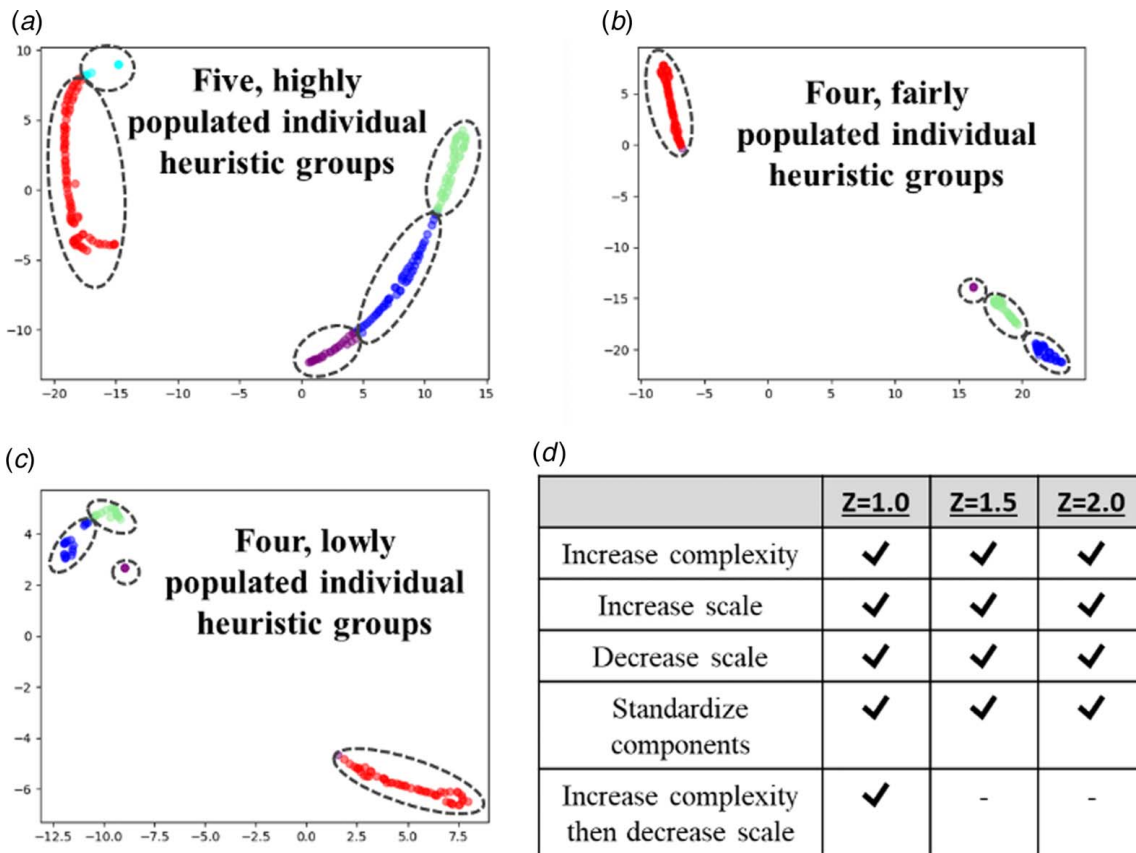 (a)
10
5
0
−5
−10
−20
−15
−10
−5
0
5
10
15
Five, highly
populated individual
heuristic groups
(b)
5
0
−5
−10
−15
−20
−10
−5
0
5
10
15
20
Four, fairly
populated individual
heuristic groups
(c)
4
2
0
−2
−4
−6
−12.5
−10.0
−7.5
−5.0
−2.5
0.0
2.5
5.0
7.5
Four, lowly
populated individual
heuristic groups
(d)
Z=1.0 Z=1.5 Z=2.0
Increase complexity ✓ ✓ ✓
Increase scale ✓ ✓ ✓
Decrease scale ✓ ✓ ✓
Standardize ✓ ✓ ✓
components
Increase complexity ✓ - -
then decrease scale